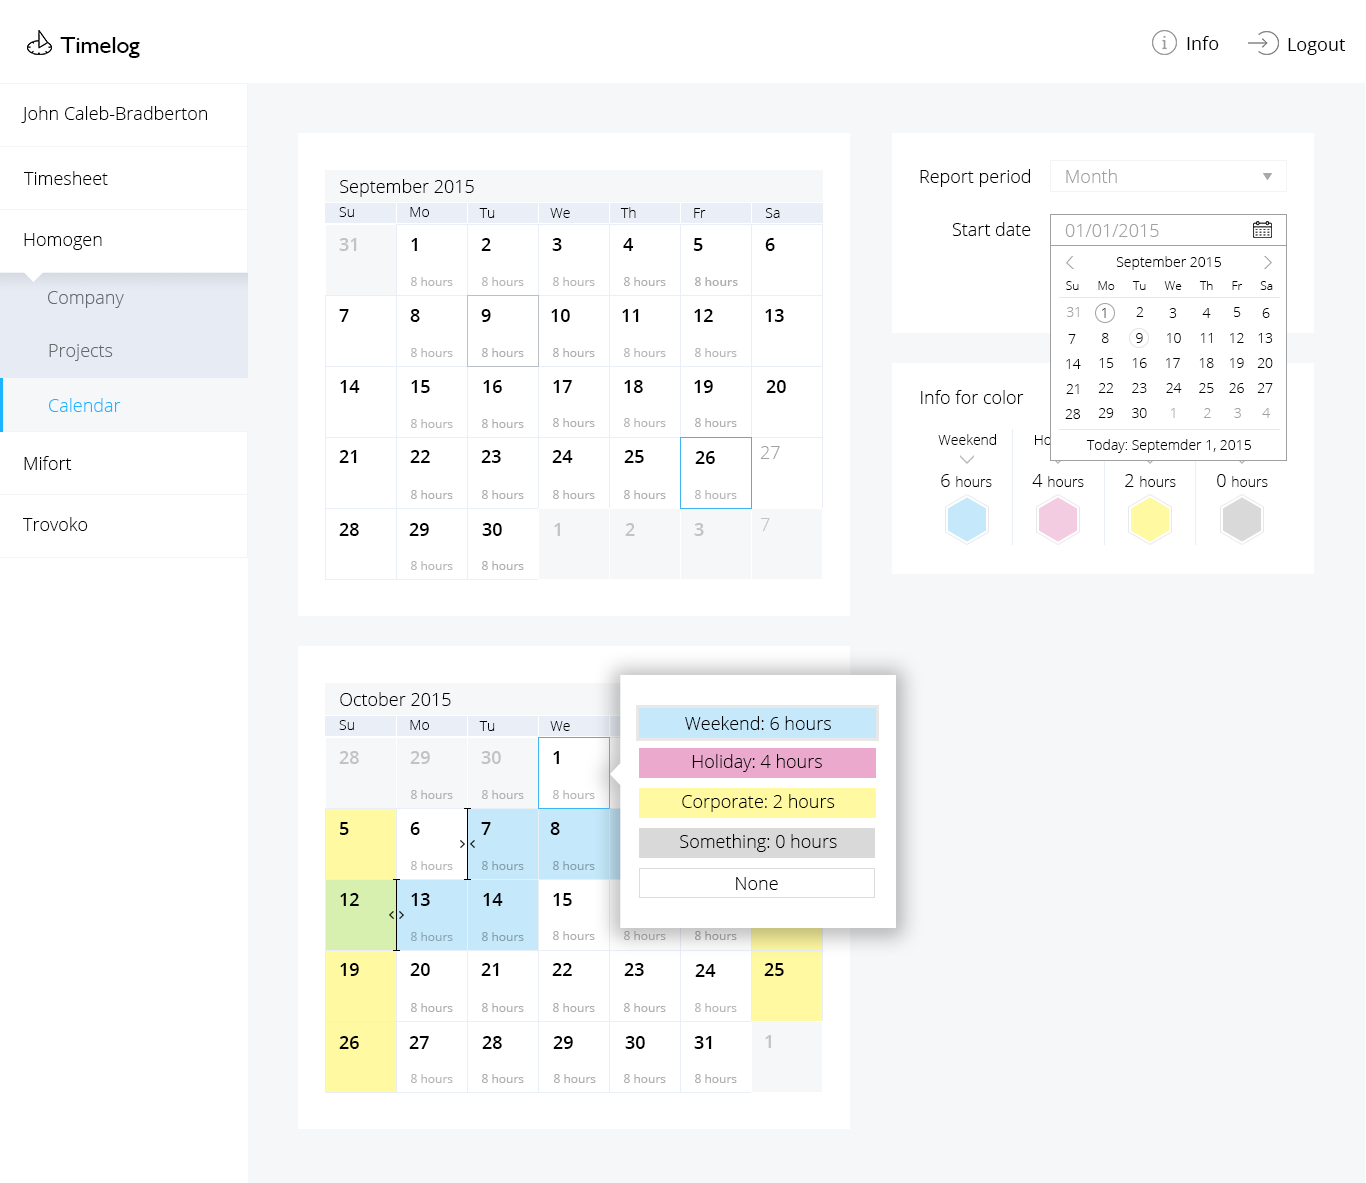 Timelog
Info
Logout
John Caleb-Bradberton
Timesheet
Homogen
Company
Projects
Calendar
Mifort
Trovoko
September 2015
Su Mo Tu We Th Fr Sa
31 1 2 3 4 5 6
8 hours 8 hours 8 hours 8 hours 8 hours
7 8 9 10 11 12 13
8 hours 8 hours 8 hours 8 hours 8 hours
14 15 16 17 18 19 20
8 hours 8 hours 8 hours 8 hours 8 hours
21 22 23 24 25 26 27
8 hours 8 hours 8 hours 8 hours 8 hours
28 29 30 1 2 3 7
8 hours 8 hours
Report period Month
Start date 01/01/2015
September 2015
Su Mo Tu We Th Fr Sa
31 1 2 3 4 5 6
7 8 9 10 11 12 13
14 15 16 17 18 19 20
21 22 23 24 25 26 27
28 29 30 1 2 3 4
Today: Septemder 1, 2015
Info for color
Weekend Ho
6 hours 4 hours 2 hours 0 hours
October 2015
Su Mo Tu We
28 29 30 1
8 hours 8 hours 8 hours
5 6 7 8
8 hours 8 hours 8 hours
12 13 14 15
8 hours 8 hours 8 hours 8 hours 8 hours
19 20 21 22 23 24 25
8 hours 8 hours 8 hours 8 hours 8 hours
26 27 28 29 30 31 1
8 hours 8 hours 8 hours 8 hours 8 hours
Weekend: 6 hours
Holiday: 4 hours
Corporate: 2 hours
Something: 0 hours
None